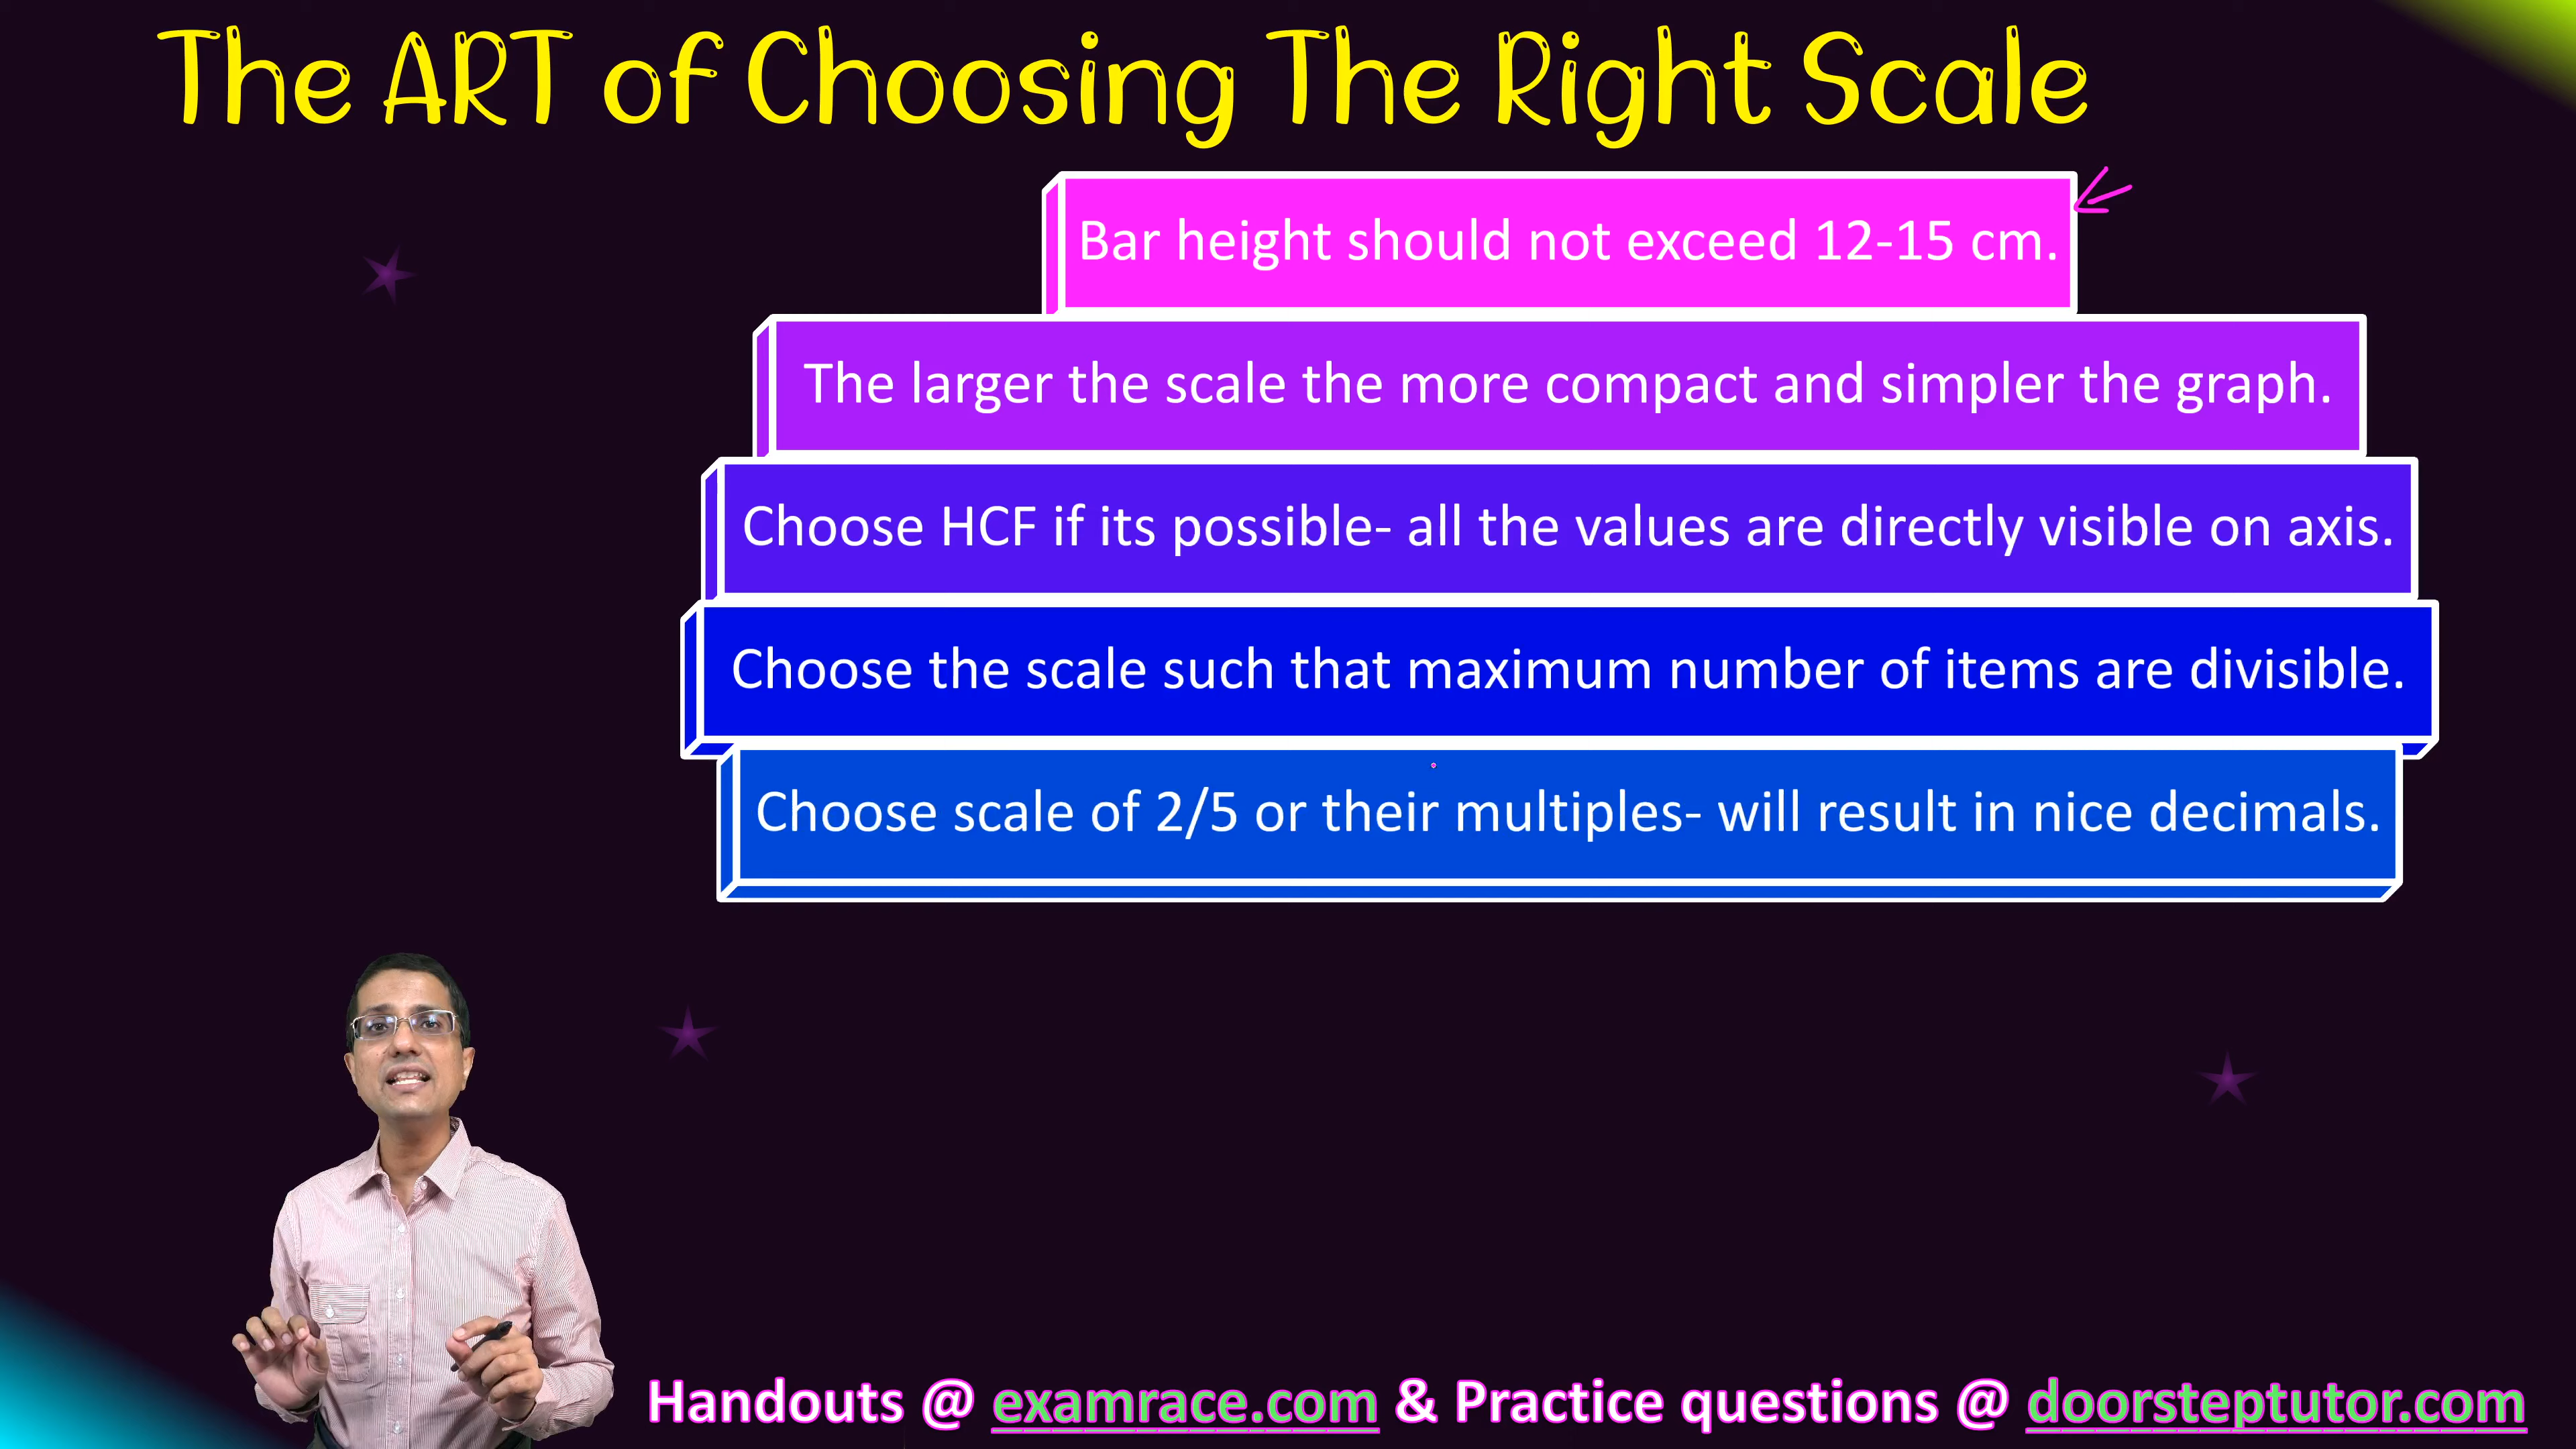 The ART of Choosing The Right Scale
Bar height should not exceed 12-15 cm.
The larger the scale the more compact and simpler the graph.
Choose HCF if its possible- all the values are directly visible on axis.
Choose the scale such that maximum number of items are divisible.
Choose scale of 2/5 or their multiples- will result in nice decimals.
Handouts @ examrace.com & Practice questions @ doorsteptutor.com